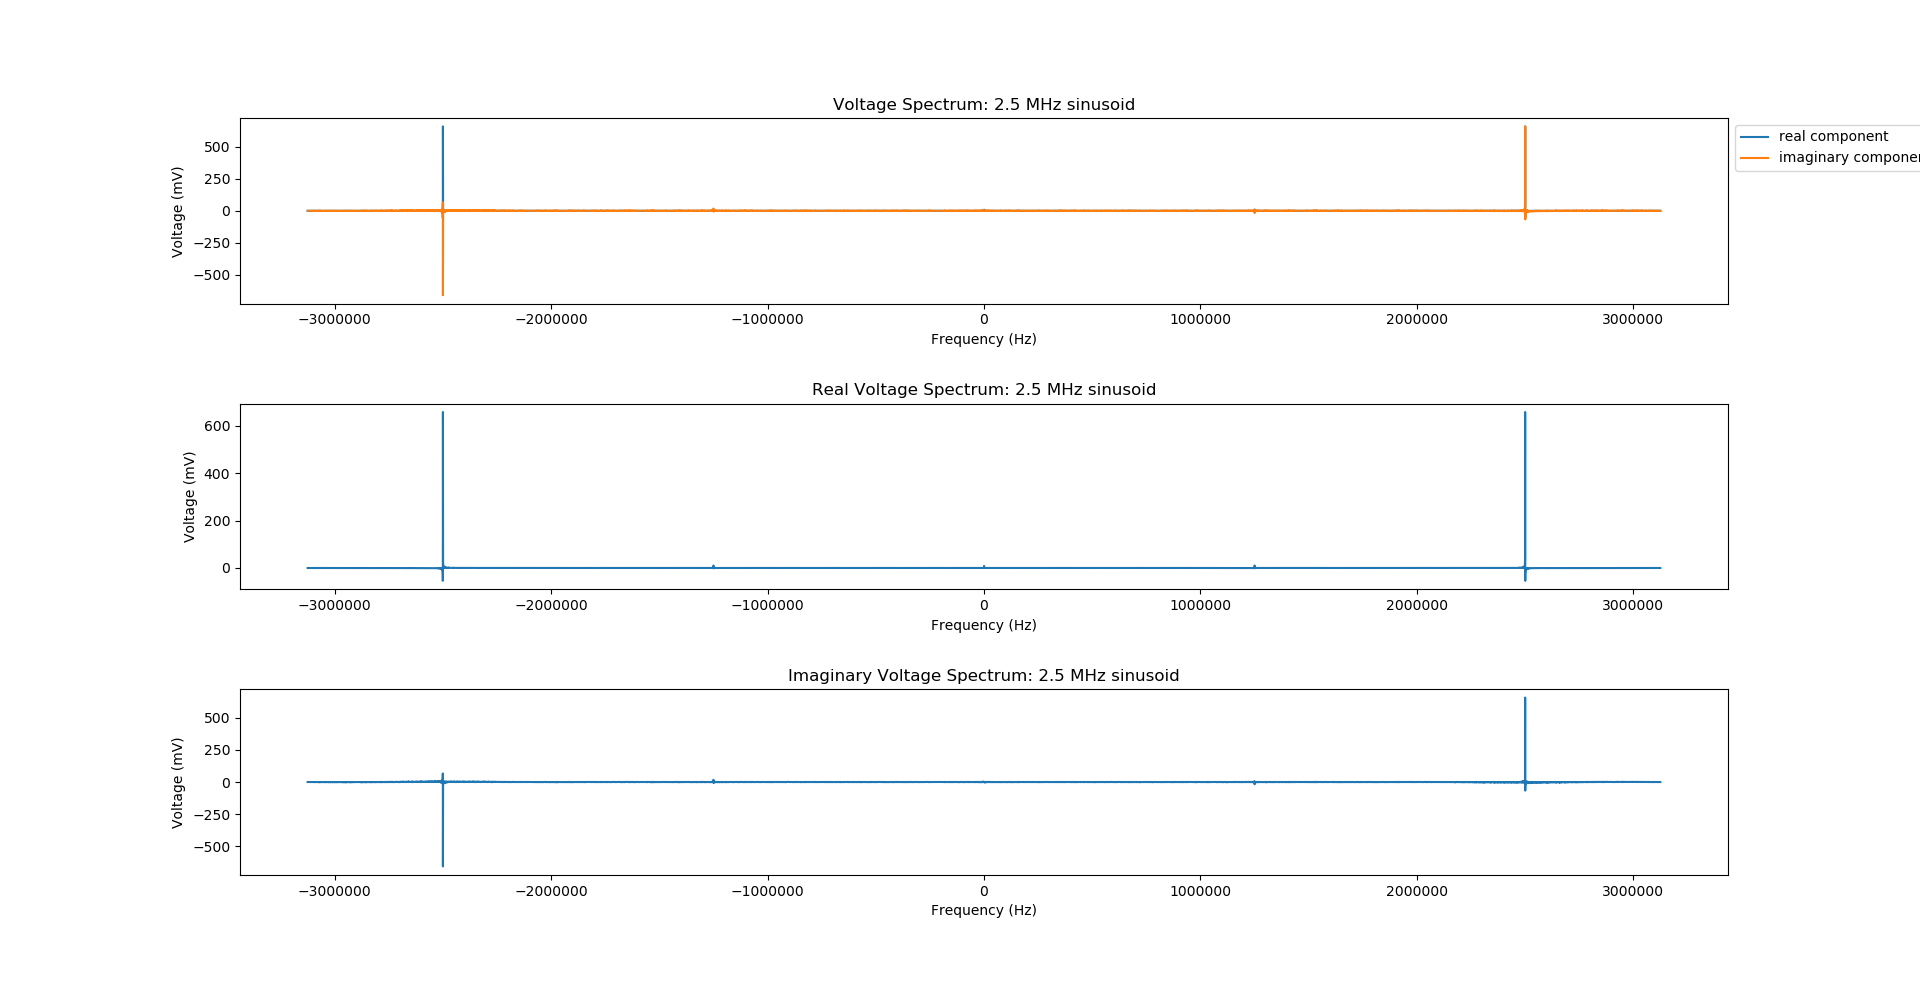 Voltage Spectrum: 2.5 MHz sinusoid
Voltage (mV)
500
250
0
−250
−500
−3000000 −2000000 −1000000 0 1000000 2000000 3000000
Frequency (Hz)
real component
imaginary compone
Real Voltage Spectrum: 2.5 MHz sinusoid
Voltage (mV)
600
400
200
0
−3000000 −2000000 −1000000 0 1000000 2000000 3000000
Frequency (Hz)
Imaginary Voltage Spectrum: 2.5 MHz sinusoid
Voltage (mV)
500
250
0
−250
−500
−3000000 −2000000 −1000000 0 1000000 2000000 3000000
Frequency (Hz)